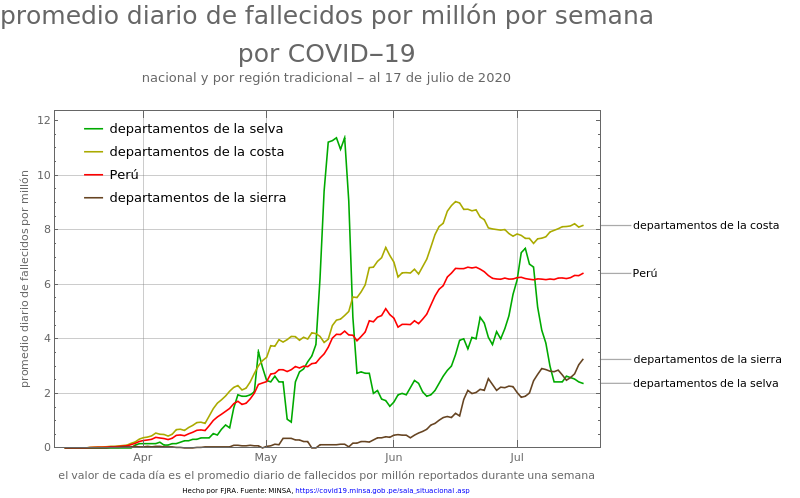 promedio diario de fallecidos por millón por semana
por COVID−19
nacional y por región tradicional − al 17 de julio de 2020
departamentos de la selva
departamentos de la costa
Perú
departamentos de la sierra
promedio diario de fallecidos por millón
12
10
8
6
4
2
0
Apr May Jun Jul
departamentos de la costa
Perú
departamentos de la sierra
departamentos de la selva
el valor de cada día es el promedio diario de fallecidos por millón reportados durante una semana
Hecho por FJRA. Fuente: MINSA, https://covid19.minsa.gob.pe/sala_situacional.asp